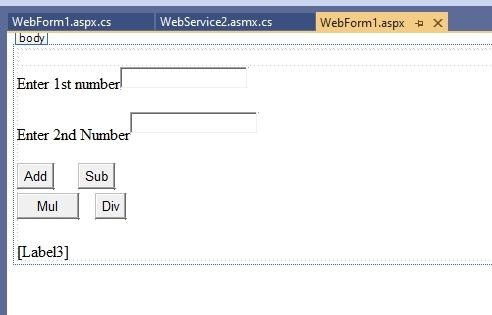 WebForm1.aspx.cs WebService2.asmx.cs WebForm1.aspx
body
Enter 1st number
Enter 2nd Number
Add Sub
Mul Div
[Label3]